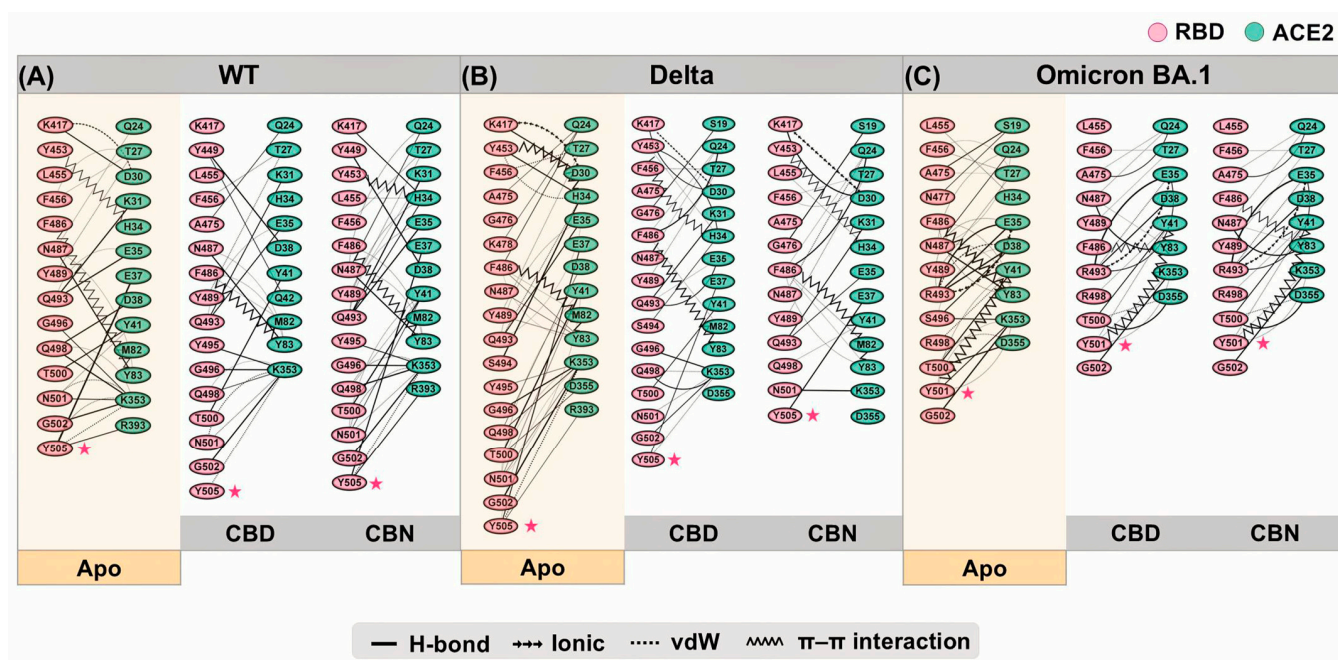 RBD ACE2
(A) WT
(B) Delta
(C) Omicron BA.1
K417
Y453
L455
F456
F486
N487
Y489
Q493
G496
Q498
T500
N501
G502
Y505
Q24
T27
D30
K31
H34
E35
E37
D38
Y41
M82
Y83
K353
R393
K417
Y449
L455
F456
A475
N487
F486
Y489
Q493
Y495
G496
Q498
T500
N501
G502
Y505
Q24
T27
K31
H34
E35
D38
Y41
Q42
M82
Y83
K353
K417
Y449
Y453
L455
F456
F486
N487
Y489
Q493
Y495
G496
Q498
T500
N501
G502
Y505
Q24
T27
K31
H34
E35
E37
D38
Y41
M82
Y83
K353
R393
K417
Y453
F456
A475
G476
K478
F486
N487
Y489
Q493
S494
Y495
G496
Q498
T500
N501
G502
Y505
Q24
T27
D30
H34
E35
E37
D38
Y41
M82
Y83
K353
D355
R393
K417
Y453
F456
A475
G476
F486
N487
Y489
Q493
S494
G496
Q498
T500
N501
G502
Y505
S19
Q24
T27
D30
K31
H34
E35
E37
Y41
M82
Y83
K353
D355
K417
Y453
L455
F456
A475
G476
F486
N487
Y489
Q493
Q498
N501
Y505
S19
Q24
T27
D30
K31
H34
E35
E37
Y41
M82
Y83
K353
D355
L455
F456
A475
N477
F486
N487
Y489
R493
S496
R498
T500
Y501
G502
S19
Q24
T27
H34
E35
D38
Y41
Y83
K353
D355
L455
F456
A475
N487
Y489
F486
R493
R498
T500
Y501
G502
Q24
T27
E35
D38
Y41
Y83
K353
D355
L455
F456
A475
F486
N487
Y489
R493
R498
T500
Y501
G502
Q24
T27
E35
D38
Y41
Y83
K353
D355
CBD CBN
CBD CBN
CBD CBN
Apo
Apo
Apo
H-bond Ionic vdW π–π interaction